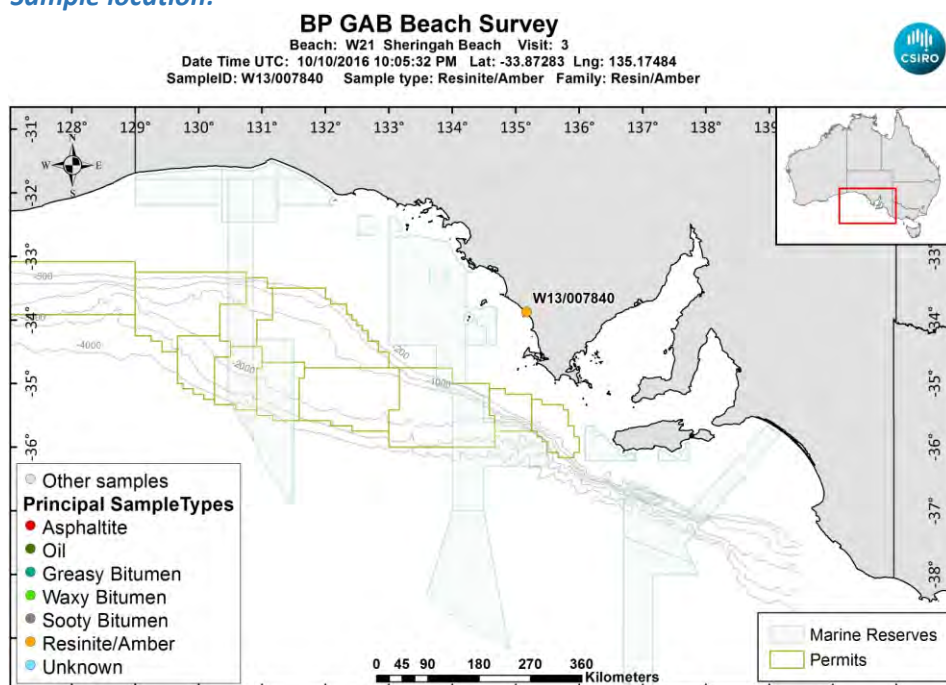 Sample location:
BP GAB Beach Survey
Beach: W21 Sheringah Beach Visit: 3
Date Time UTC: 10/10/2016 10:05:32 PM Lat: -33.87283 Lng: 135.17484
SampleID: W13/007840 Sample type: Resinite/Amber Family: Resin/Amber
CSIRO
128° 129° 130° 131° 132° 133° 134° 135° 136° 137° 138° 139
-31°
-32°
-33°
-34°
-35°
-36°
-37°
-38°
-31°
-32°
-33°
-34°
-35°
-36°
-37°
-38°
N
W E
S
W13/007840
-200
-4000
-2000
-1000
-200
Other samples
Principal SampleTypes
Asphaltite
Oil
Greasy Bitumen
Waxy Bitumen
Sooty Bitumen
Resinite/Amber
Unknown
0 45 90 180 270 360
Kilometers
Marine Reserves
Permits